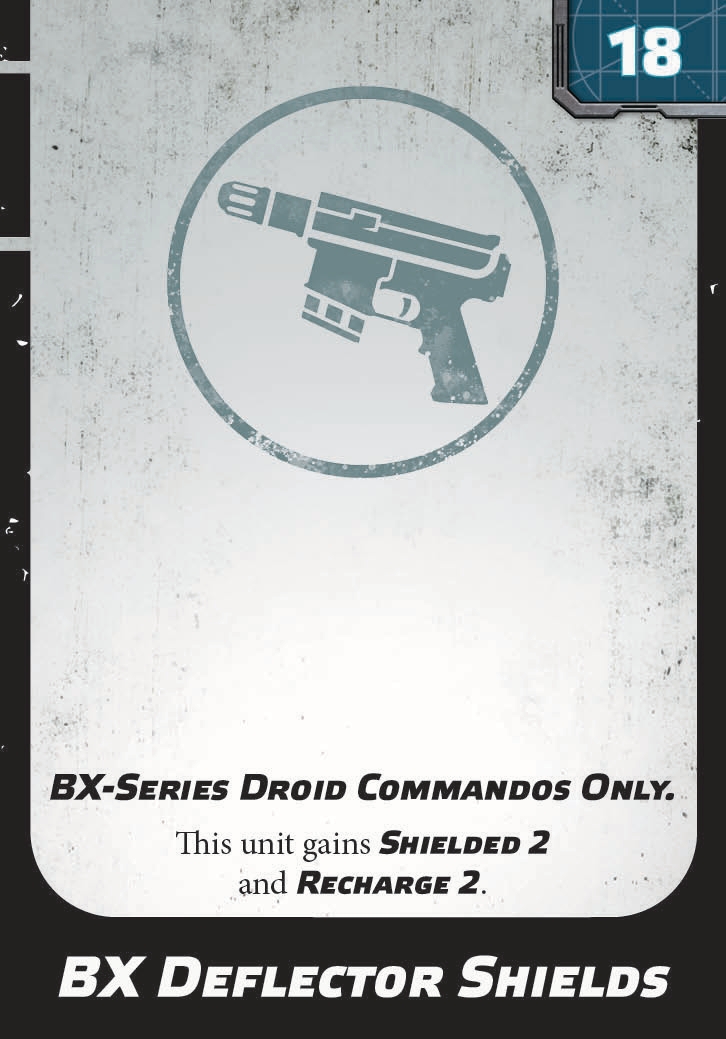 18
BX-Series Droid Commandos Only.
This unit gains Shielded 2
and Recharge 2.
BX Deflector Shields